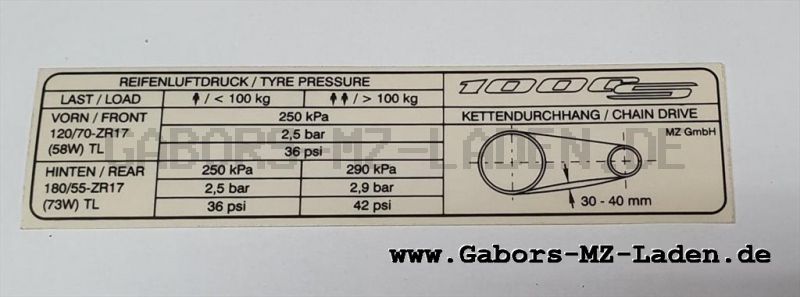 REIFENLUFTDRUCK / TYRE PRESSURE
LAST / LOAD
/ < 100 kg
/ > 100 kg
VORN / FRONT
120/70-ZR17
(58W) TL
250 kPa
2,5 bar
36 psi
HINTEN / REAR
180/55-ZR17
(73W) TL
250 kPa
2,5 bar
36 psi
290 kPa
2,9 bar
42 psi
1000S
KETTENDURCHHANG / CHAIN DRIVE
MZ GmbH
30 - 40 mm
GABORS-MZ-LADEN.DE
www.Gabors-MZ-Laden.de